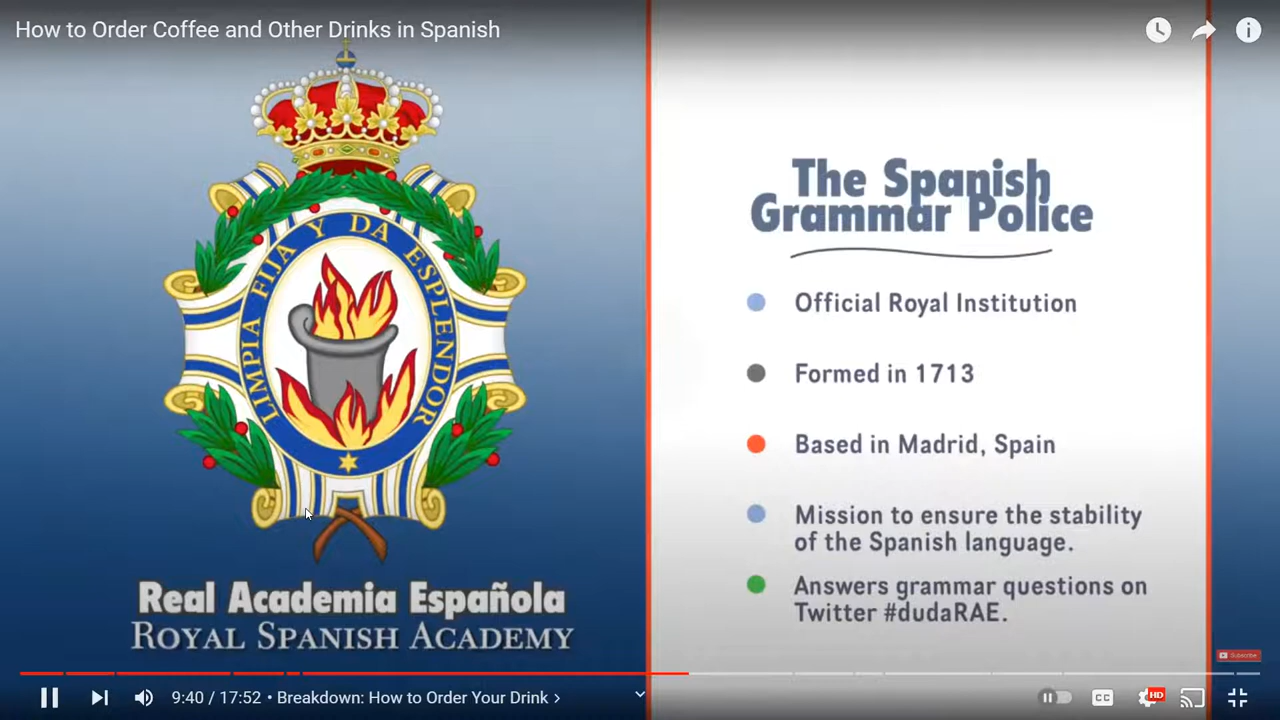 How to Order Coffee and Other Drinks in Spanish
LIMPIA FIJA Y DA ESPLENDOR
Real Academia Española
ROYAL SPANISH ACADEMY
The Spanish
Grammar Police
Official Royal Institution
Formed in 1713
Based in Madrid, Spain
Mission to ensure the stability
of the Spanish language.
Answers grammar questions on
Twitter #dudaRAE.
Subscribe
9:40 / 17:52 • Breakdown: How to Order Your Drink
CC
HD